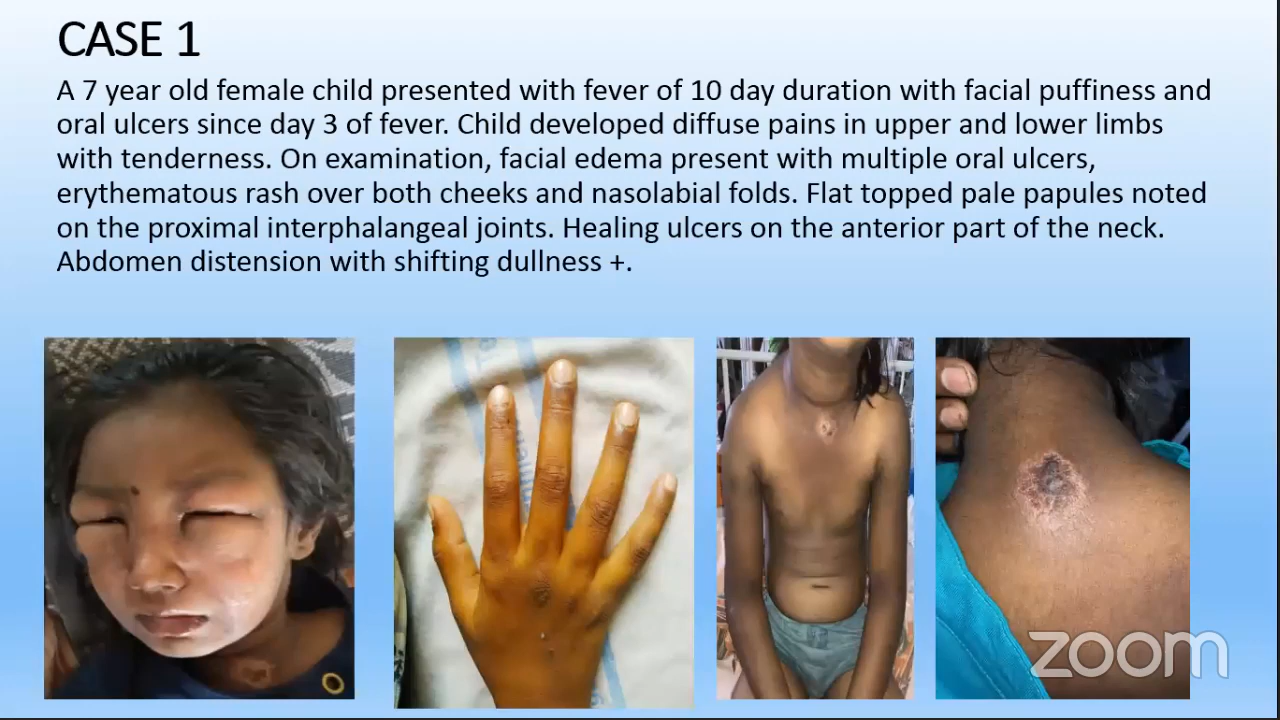 CASE 1
A 7 year old female child presented with fever of 10 day duration with facial puffiness and
oral ulcers since day 3 of fever. Child developed diffuse pains in upper and lower limbs
with tenderness. On examination, facial edema present with multiple oral ulcers,
erythematous rash over both cheeks and nasolabial folds. Flat topped pale papules noted
on the proximal interphalangeal joints. Healing ulcers on the anterior part of the neck.
Abdomen distension with shifting dullness +.
zoom